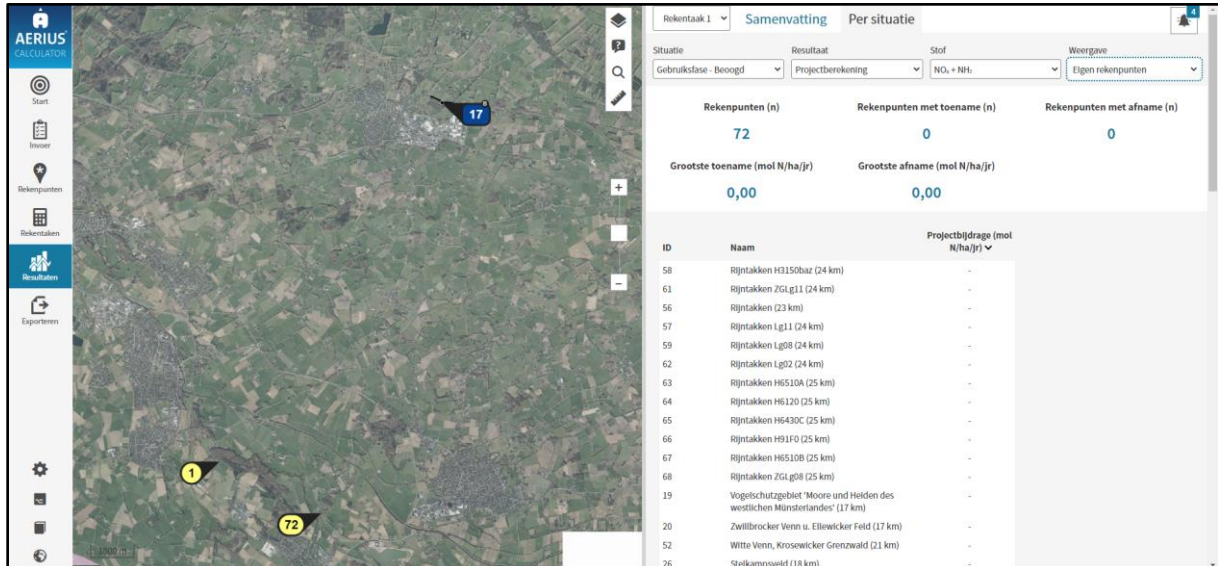 AERIUS
CALCULATOR
Start
Invoer
Rekenpunten
Rekentaken
Resultaten
Exporteren
17
8
1
72
1000 m
Rekentaak 1
Samenvatting
Per situatie
4
Situatie
Resultaat
Stof
Weergave
Gebruiksfase - Beoogd
Projectberekening
NOₓ + NH₃
Eigen rekenpunten
Rekenpunten (n)
Rekenpunten met toename (n)
Rekenpunten met afname (n)
72
0
0
Grootste toename (mol N/ha/jr)
Grootste afname (mol N/ha/jr)
0,00
0,00
ID
Naam
Projectbijdrage (mol
N/ha/jr)
58 Rijntakken H3150baz (24 km) -
61 Rijntakken ZGLg11 (24 km) -
56 Rijntakken (23 km) -
57 Rijntakken Lg11 (24 km) -
59 Rijntakken Lg08 (24 km) -
62 Rijntakken Lg02 (24 km) -
63 Rijntakken H6510A (25 km) -
64 Rijntakken H6120 (25 km) -
65 Rijntakken H6430C (25 km) -
66 Rijntakken H91F0 (25 km) -
67 Rijntakken H6510B (25 km) -
68 Rijntakken ZGLg08 (25 km) -
19 Vogelschutzgebiet 'Moore und Heiden des -
westlichen Münsterlandes' (17 km)
20 Zwillbrocker Venn u. Ellewicker Feld (17 km) -
52 Witte Venn, Krosewicker Grenzwald (21 km) -
26 Stelkampsveld (18 km) -